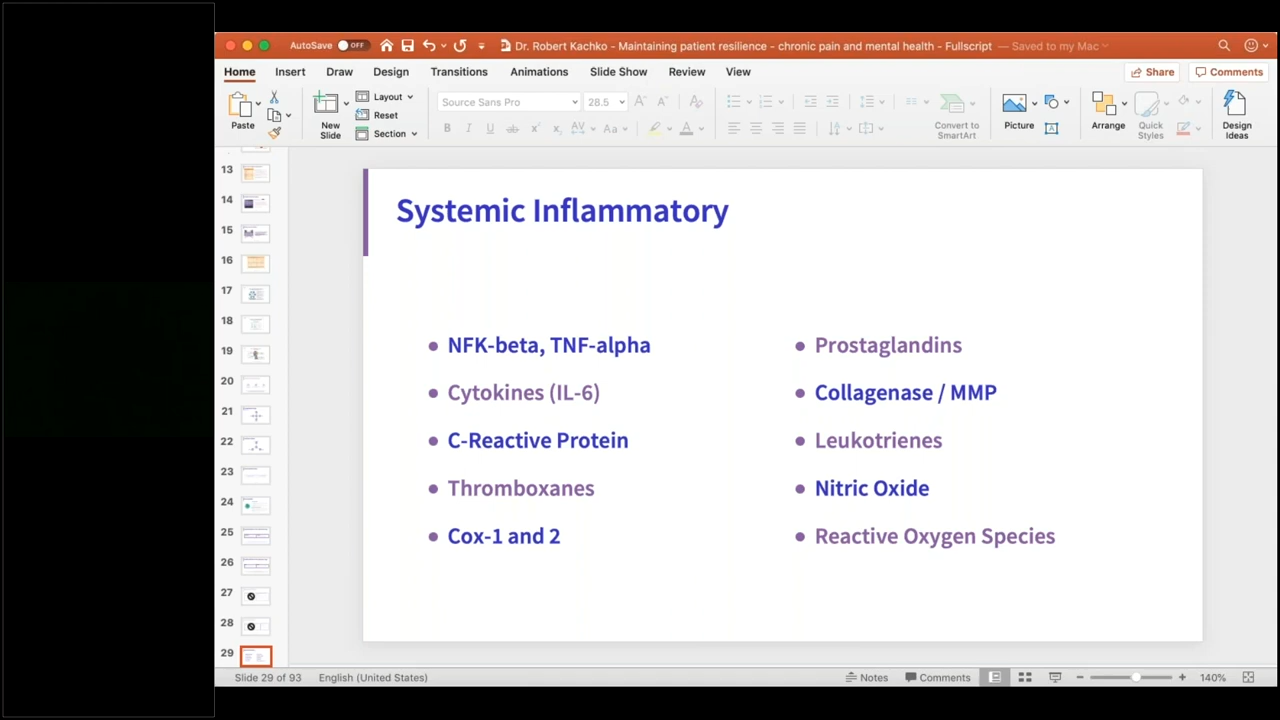 AutoSave OFF Dr. Robert Kachko - Maintaining patient resilience - chronic pain and mental health - Fullscript — Saved to my Mac
Home Insert Draw Design Transitions Animations Slide Show Review View Share Comments
Paste
New Slide
Layout
Reset
Section
Source Sans Pro 28.5
Convert to SmartArt
Picture
Arrange
Quick Styles
Design Ideas
13
14
15
16
17
18
19
20
21
22
23
24
25
26
27
28
29
Systemic Inflammatory
NFK-beta, TNF-alpha
Cytokines (IL-6)
C-Reactive Protein
Thromboxanes
Cox-1 and 2
Prostaglandins
Collagenase / MMP
Leukotrienes
Nitric Oxide
Reactive Oxygen Species
Slide 29 of 93 English (United States) Notes Comments 140%